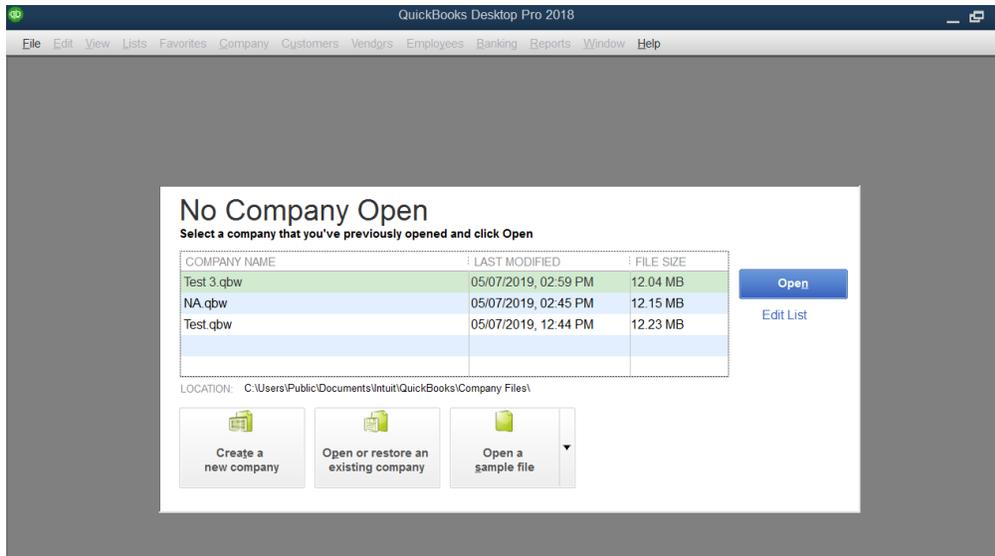 qb
QuickBooks Desktop Pro 2018
File Edit View Lists Favorites Company Customers Vendors Employees Banking Reports Window Help
No Company Open
Select a company that you've previously opened and click Open
COMPANY NAME LAST MODIFIED FILE SIZE
Test 3.qbw 05/07/2019, 02:59 PM 12.04 MB
NA.qbw 05/07/2019, 02:45 PM 12.15 MB
Test.qbw 05/07/2019, 12:44 PM 12.23 MB
Open
Edit List
LOCATION: C:\Users\Public\Documents\Intuit\QuickBooks\Company Files\
Create a
new company
Open or restore an
existing company
Open a
sample file